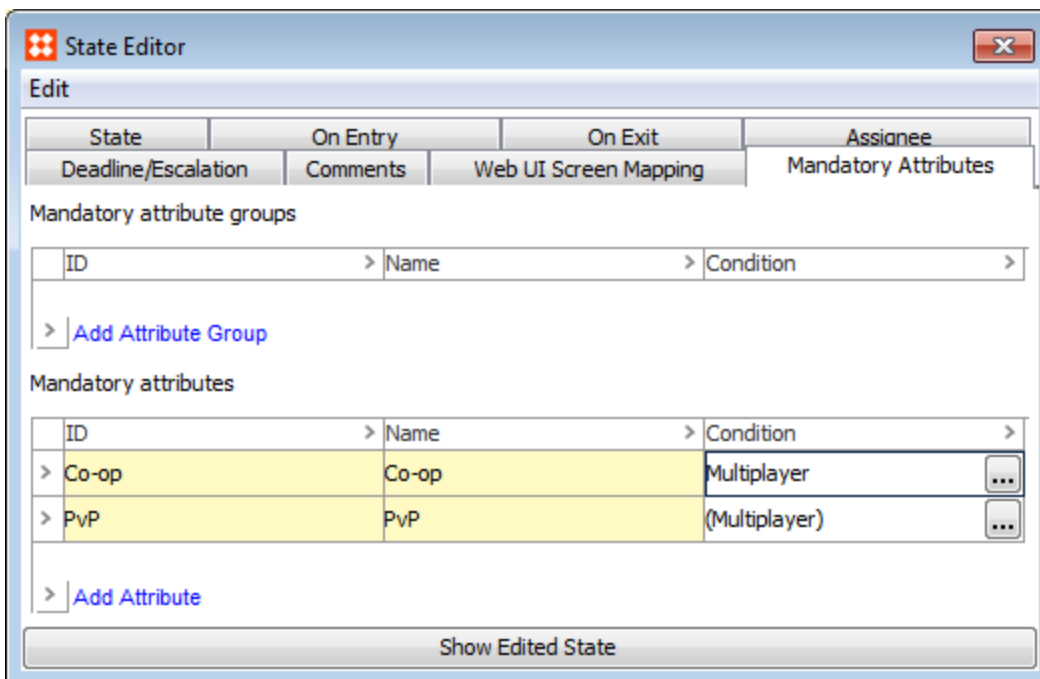 State Editor
Edit
State On Entry On Exit Assignee
Deadline/Escalation Comments Web UI Screen Mapping Mandatory Attributes
Mandatory attribute groups
ID > Name > Condition >
> Add Attribute Group
Mandatory attributes
ID > Name > Condition >
> Co-op Co-op Multiplayer ...
> PvP PvP (Multiplayer) ...
> Add Attribute
Show Edited State